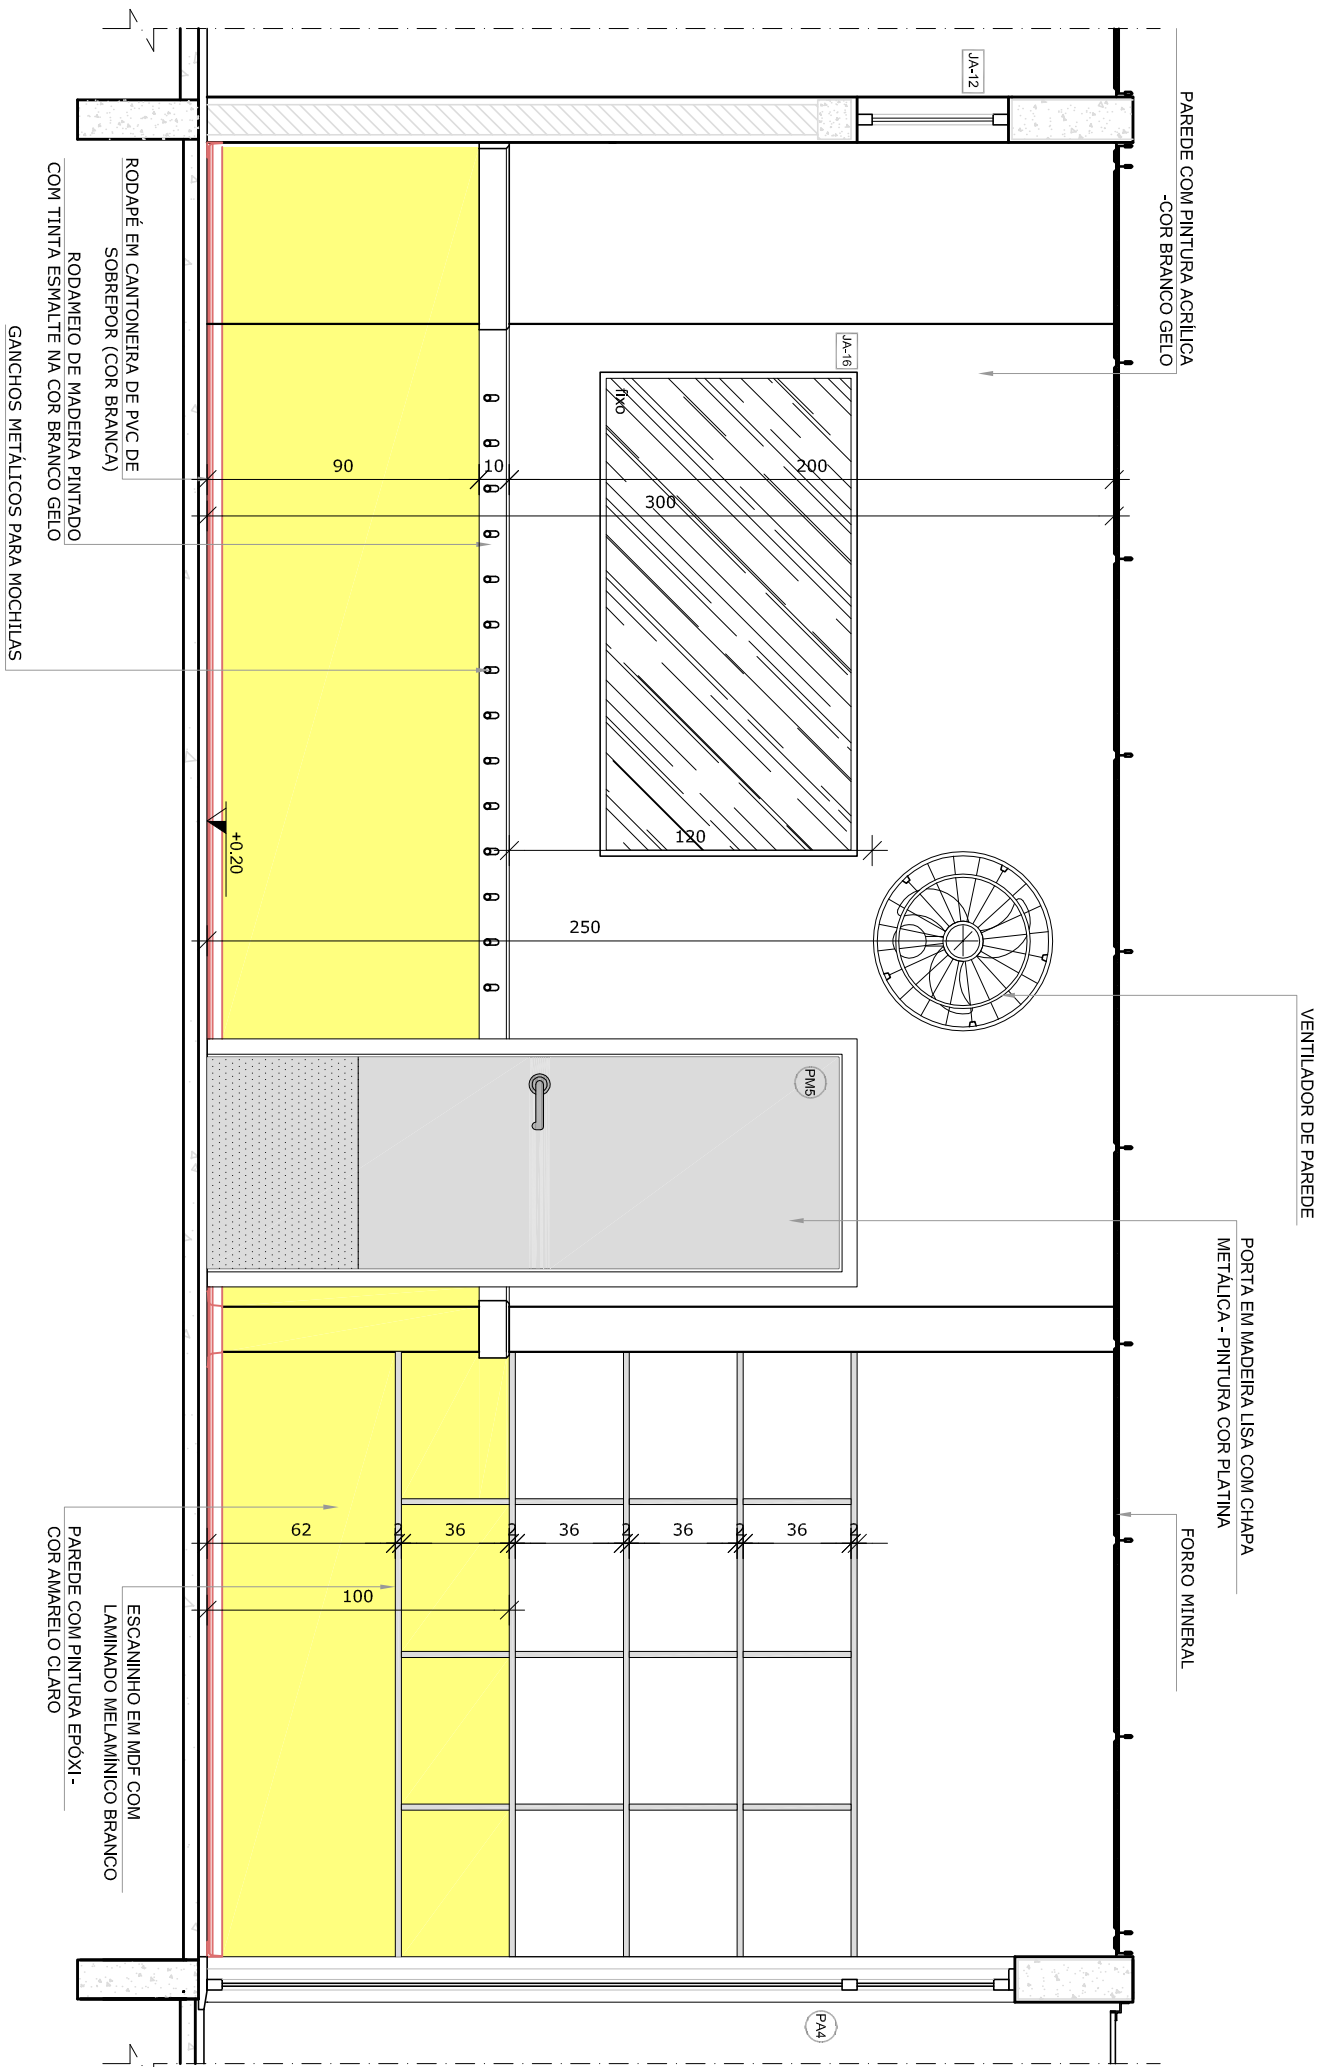 VENTILADOR DE PAREDE
PORTA EM MADEIRA LISA COM CHAPA
METÁLICA - PINTURA COR PLATINA
FORRO MINERAL
PAREDE COM PINTURA ACRÍLICA
-COR BRANCO GELO
JA-12
JA-16
fixo
PM5
PA4
200
10
90
300
120
250
+0.20
2
36
2
36
2
36
2
36
2
62
100
RODAPÉ EM CANTONEIRA DE PVC DE
SOBREPOR (COR BRANCA)
RODAMEIO DE MADEIRA PINTADO
COM TINTA ESMALTE NA COR BRANCO GELO
GANCHOS METÁLICOS PARA MOCHILAS
ESCANINHO EM MDF COM
LAMINADO MELAMÍNICO BRANCO
PAREDE COM PINTURA EPÓXI -
COR AMARELO CLARO